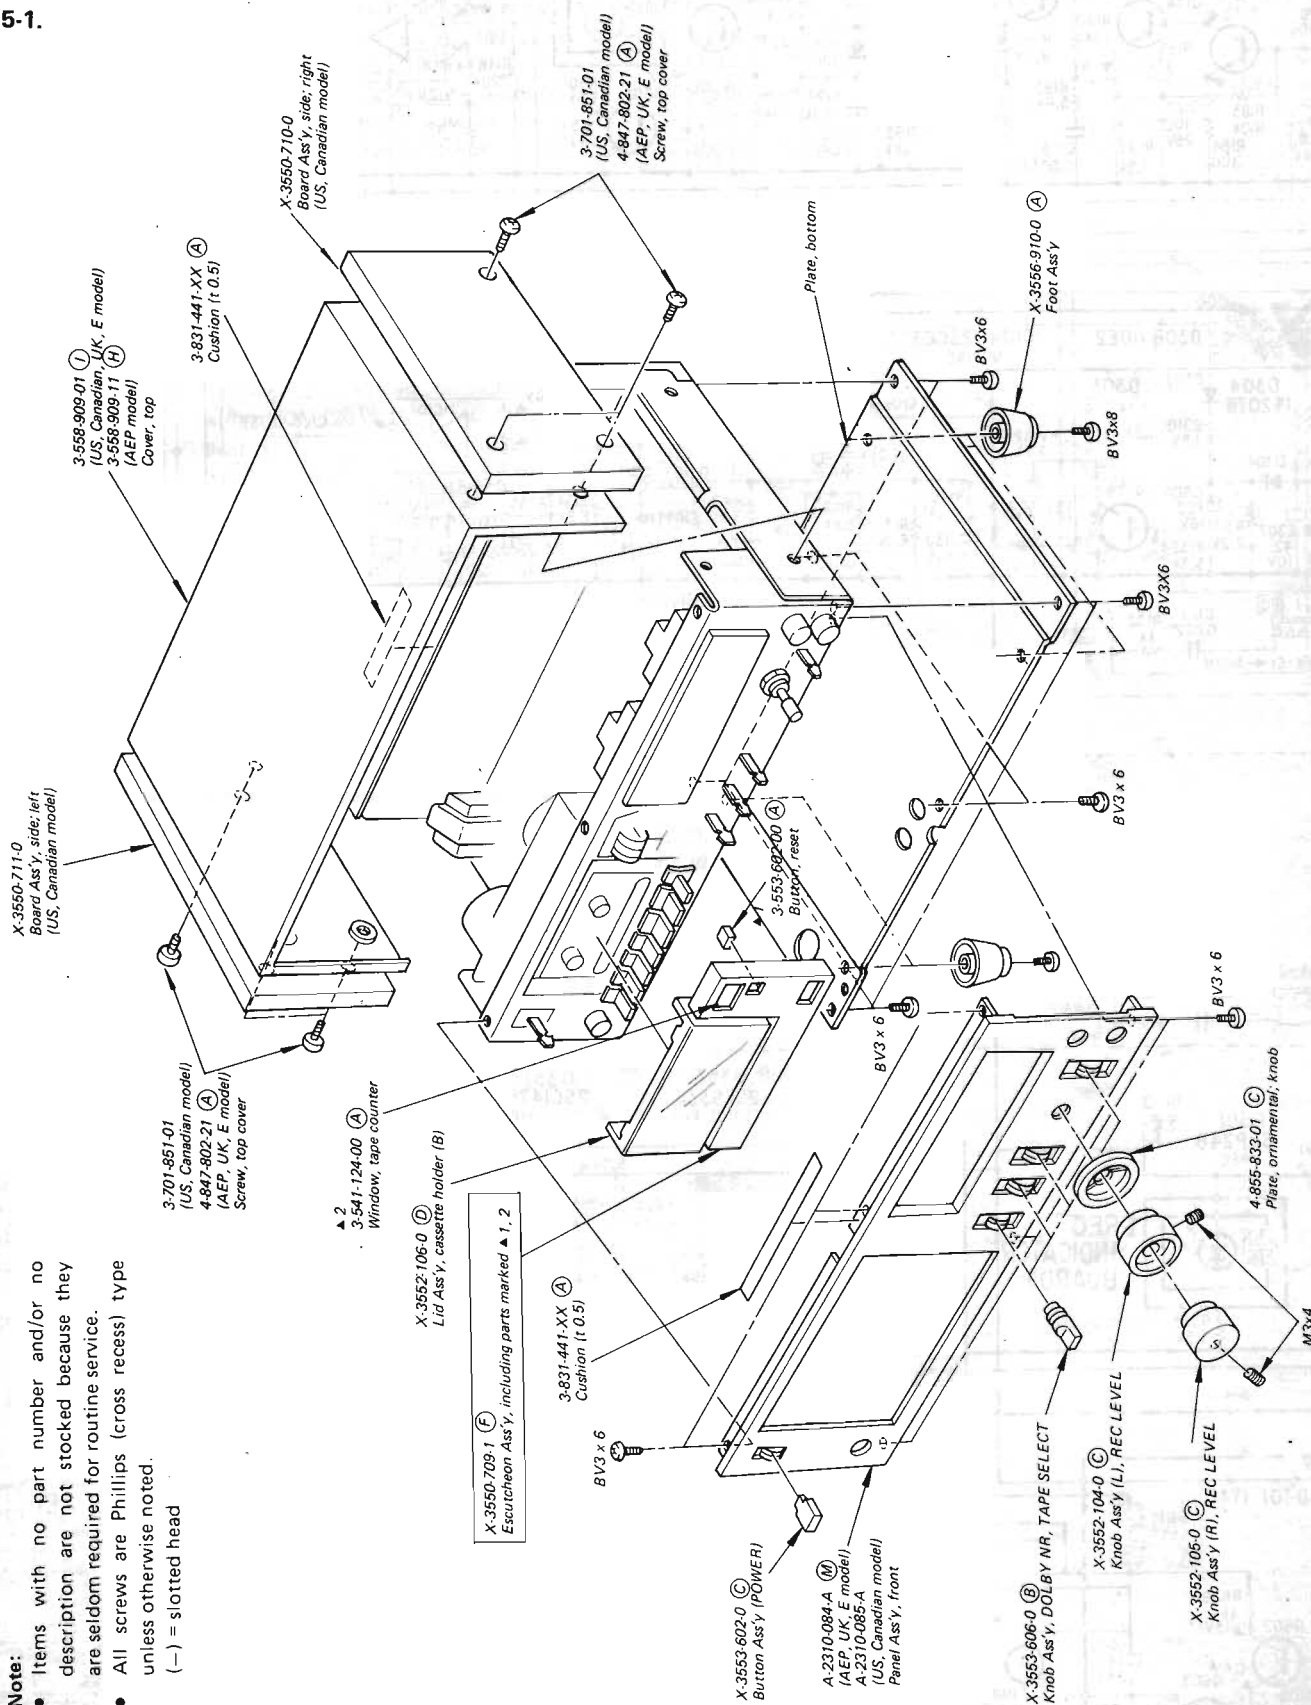 5-1.
Note:
• Items with no part number and/or no
description are not stocked because they
are seldom required for routine service.
• All screws are Phillips (cross recess) type
unless otherwise noted.
(—) = slotted head
X-3550-711-0
Board Ass'y, side; left
(US, Canadian model)
3-558-909-01 (I)
(US, Canadian, UK, E model)
3-558-909-11 (H)
(AEP model)
Cover, top
3-831-441-XX (A)
Cushion (t 0.5)
X-3550-710-0
Board Ass'y, side; right
(US, Canadian model)
3-701-851-01
(US, Canadian model)
4-847-802-21 (A)
(AEP, UK, E model)
Screw, top cover
Plate, bottom
X-3556-910-0 (A)
Foot Ass'y
BV3x6
BV3x8
BV3X6
BV3 x 6
3-701-851-01
(US, Canadian model)
4-847-802-21 (A)
(AEP, UK, E model)
Screw, top cover
▲ 2
3-541-124-00 (A)
Window, tape counter
X-3552-106-0 (D)
Lid Ass'y, cassette holder (B)
X-3550-709-1 (F)
Escutcheon Ass'y, including parts marked ▲ 1, 2
▲ 1
3-553-602-00 (A)
Button, reset
3-831-441-XX (A)
Cushion (t 0.5)
BV3 x 6
BV3 x 6
BV3 x 6
X-3553-602-0 (C)
Button Ass'y (POWER)
A-2310-084-A (M)
(AEP, UK, E model)
A-2310-085-A
(US, Canadian model)
Panel Ass'y, front
X-3553-606-0 (B)
Knob Ass'y, DOLBY NR, TAPE SELECT
X-3552-104-0 (C)
Knob Ass'y (L), REC LEVEL
X-3552-105-0 (C)
Knob Ass'y (R), REC LEVEL
4-855-833-01 (C)
Plate, ornamental; knob
M3x4